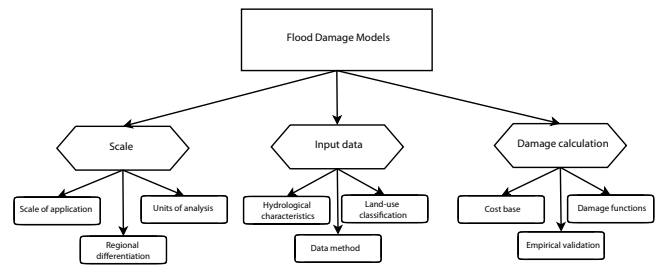 Flood Damage Models
Scale
Input data
Damage calculation
Scale of application
Units of analysis
Regional
differentiation
Hydrological
characteristics
Land-use
classification
Data method
Cost base
Damage functions
Empirical validation